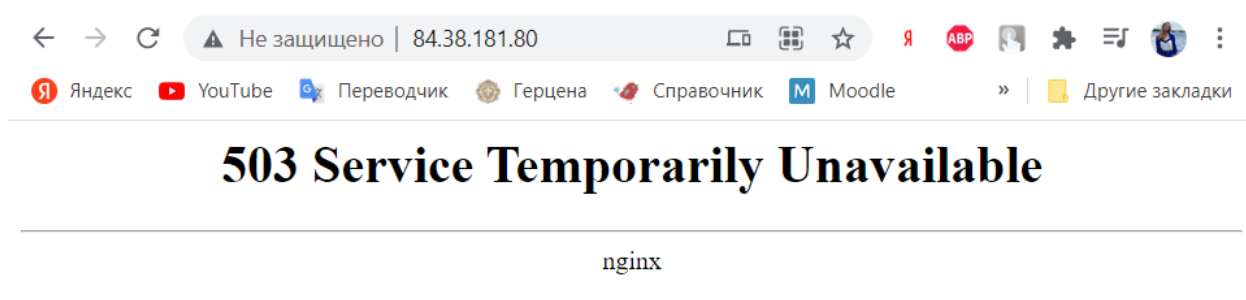 Не защищено | 84.38.181.80 Я ABP
Я Яндекс YouTube G Переводчик Герцена Справочник M Moodle » Другие закладки
503 Service Temporarily Unavailable
nginx